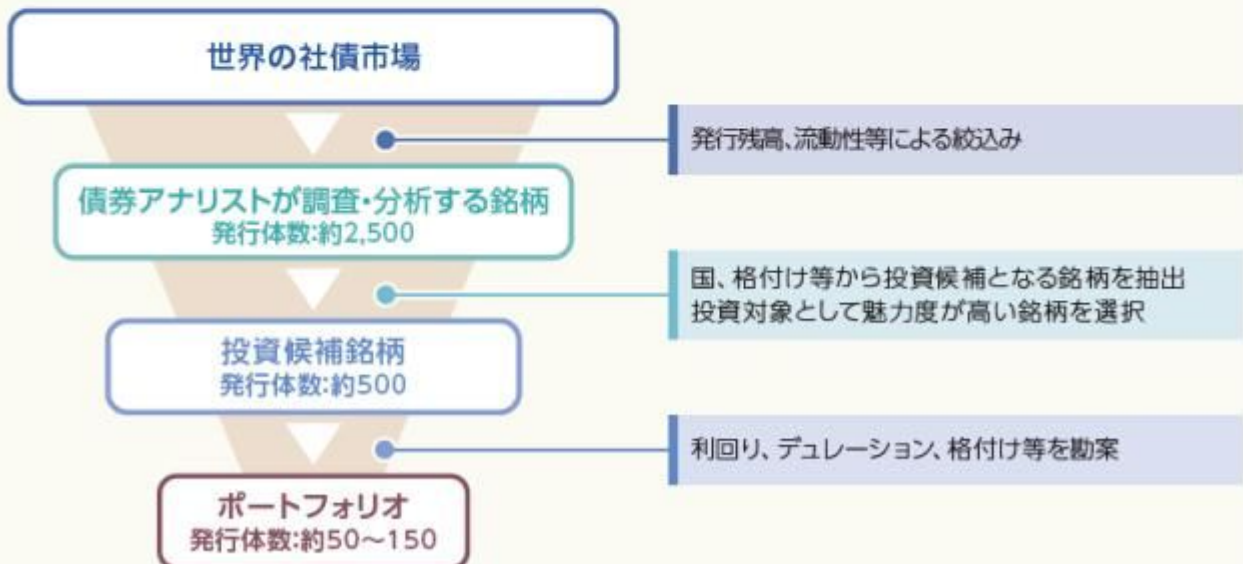 世界の社債市場
発行残高、流動性等による絞込み
債券アナリストが調査・分析する銘柄
発行体数:約2,500
国、格付け等から投資候補となる銘柄を抽出
投資対象として魅力度が高い銘柄を選択
投資候補銘柄
発行体数:約500
利回り、デュレーション、格付け等を勘案
ポートフォリオ
発行体数:約50～150